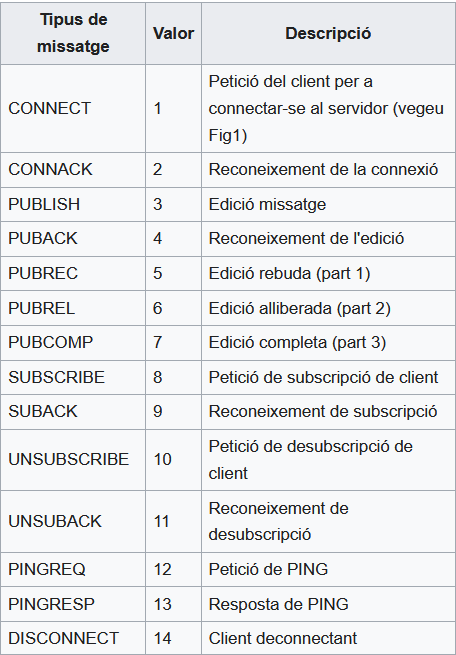 Tipus de missatge Valor Descripció
CONNECT 1 Petició del client per a connectar-se al servidor (vegeu Fig1)
CONNACK 2 Reconeixement de la connexió
PUBLISH 3 Edició missatge
PUBACK 4 Reconeixement de l'edició
PUBREC 5 Edició rebuda (part 1)
PUBREL 6 Edició alliberada (part 2)
PUBCOMP 7 Edició completa (part 3)
SUBSCRIBE 8 Petició de subscripció de client
SUBACK 9 Reconeixement de subscripció
UNSUBSCRIBE 10 Petició de desubscripció de client
UNSUBACK 11 Reconeixement de desubscripció
PINGREQ 12 Petició de PING
PINGRESP 13 Resposta de PING
DISCONNECT 14 Client deconnectant